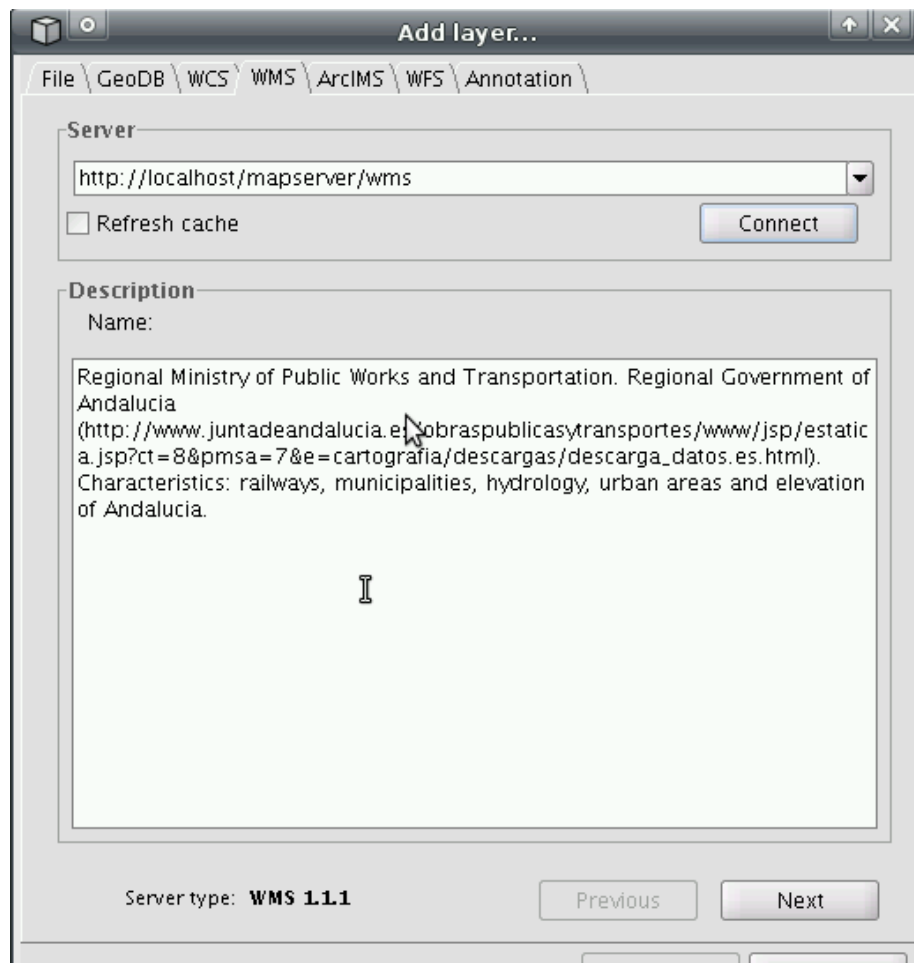 Add layer...
File GeoDB WCS WMS ArcIMS WFS Annotation
Server
http://localhost/mapserver/wms
Refresh cache
Connect
Description
Name:
Regional Ministry of Public Works and Transportation. Regional Government of
Andalucia
(http://www.juntadeandalucia.es/obraspublicasytransportes/www/jsp/estatic
a.jsp?ct=8&pmsa=7&e=cartografia/descargas/descarga_datos.es.html).
Characteristics: railways, municipalities, hydrology, urban areas and elevation
of Andalucia.
Server type: WMS 1.1.1
Previous
Next